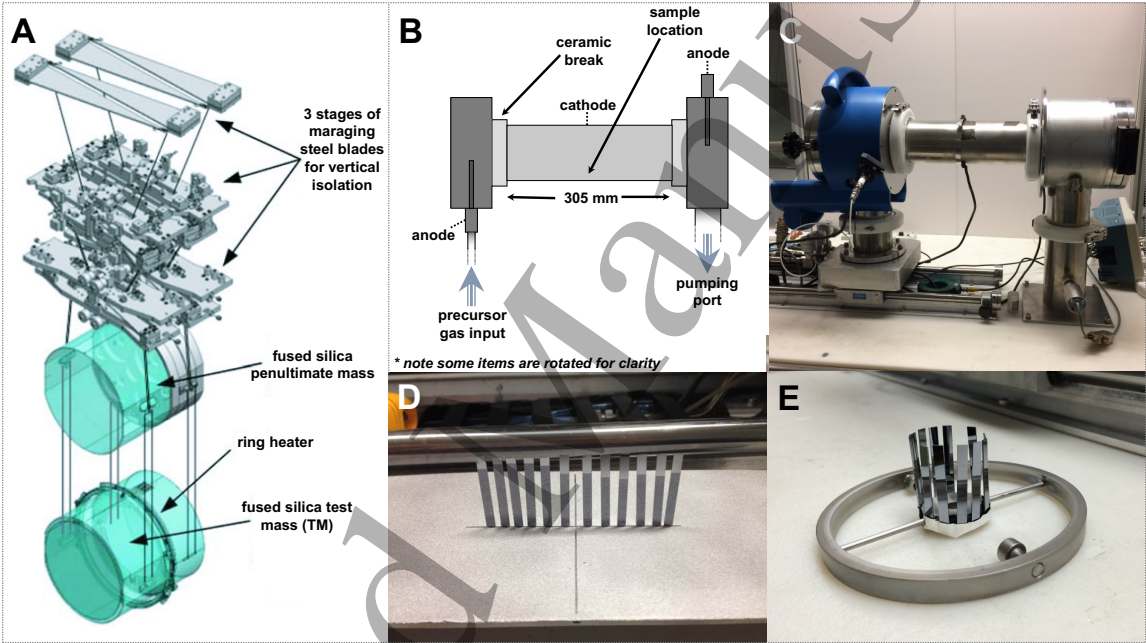 A
3 stages of
maraging
steel blades
for vertical
isolation
fused silica
penultimate mass
ring heater
fused silica test
mass (TM)
B
sample
location
ceramic
break
anode
cathode
305 mm
anode
pumping
port
precursor
gas input
* note some items are rotated for clarity
C
D
E